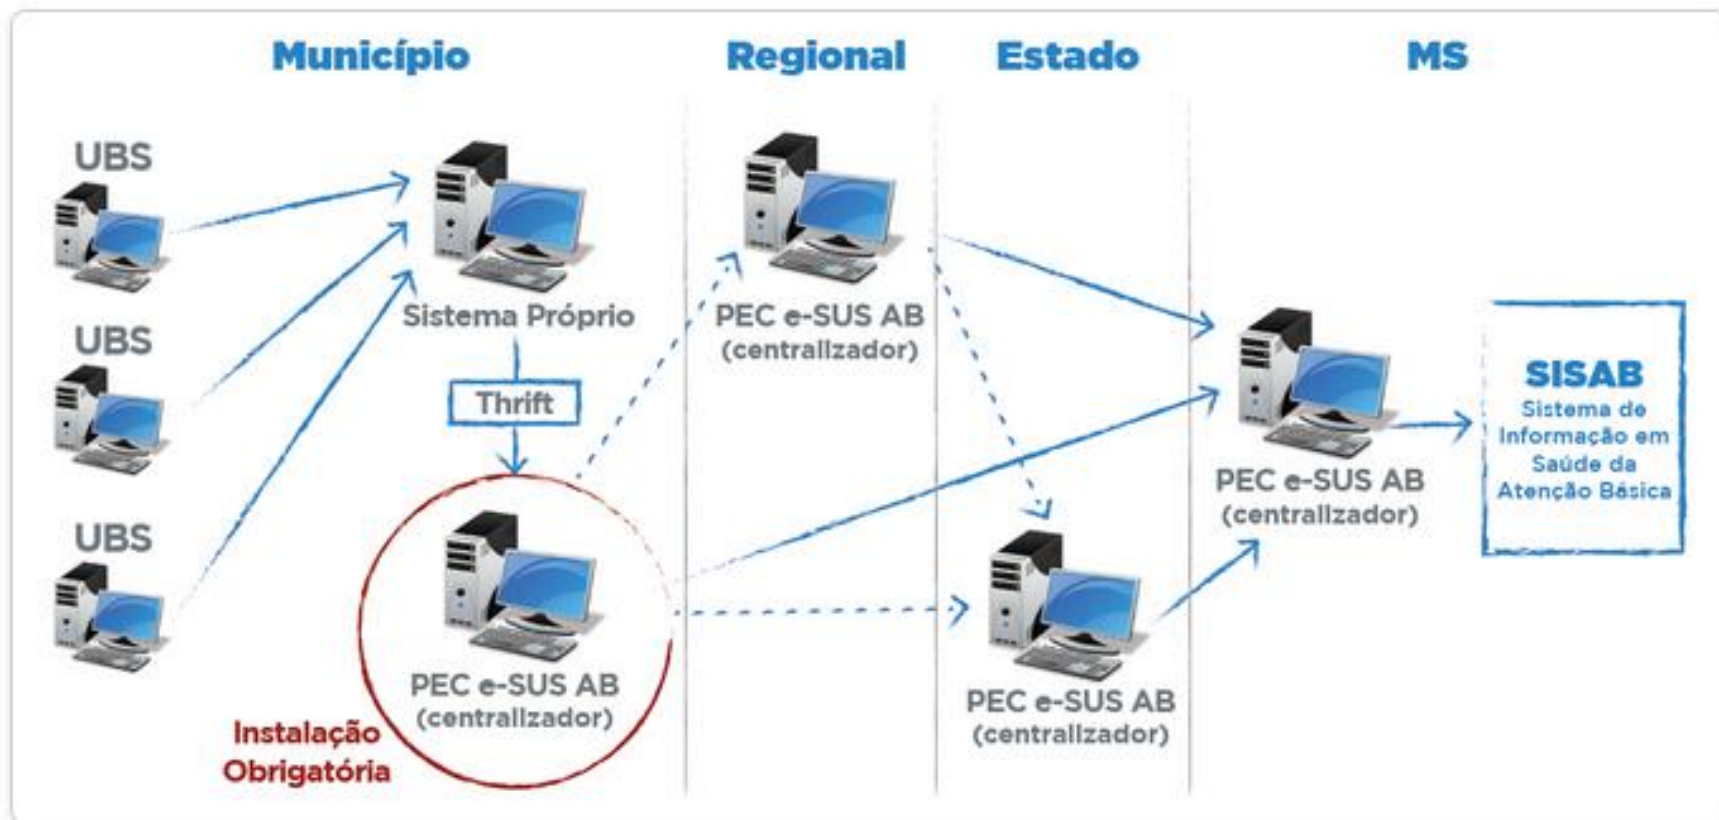 Município
Regional
Estado
MS
UBS
UBS
UBS
Sistema Próprio
Thrift
PEC e-SUS AB
(centralizador)
Instalação
Obrigatória
PEC e-SUS AB
(centralizador)
PEC e-SUS AB
(centralizador)
PEC e-SUS AB
(centralizador)
SISAB
Sistema de
Informação em
Saúde da
Atenção Básica